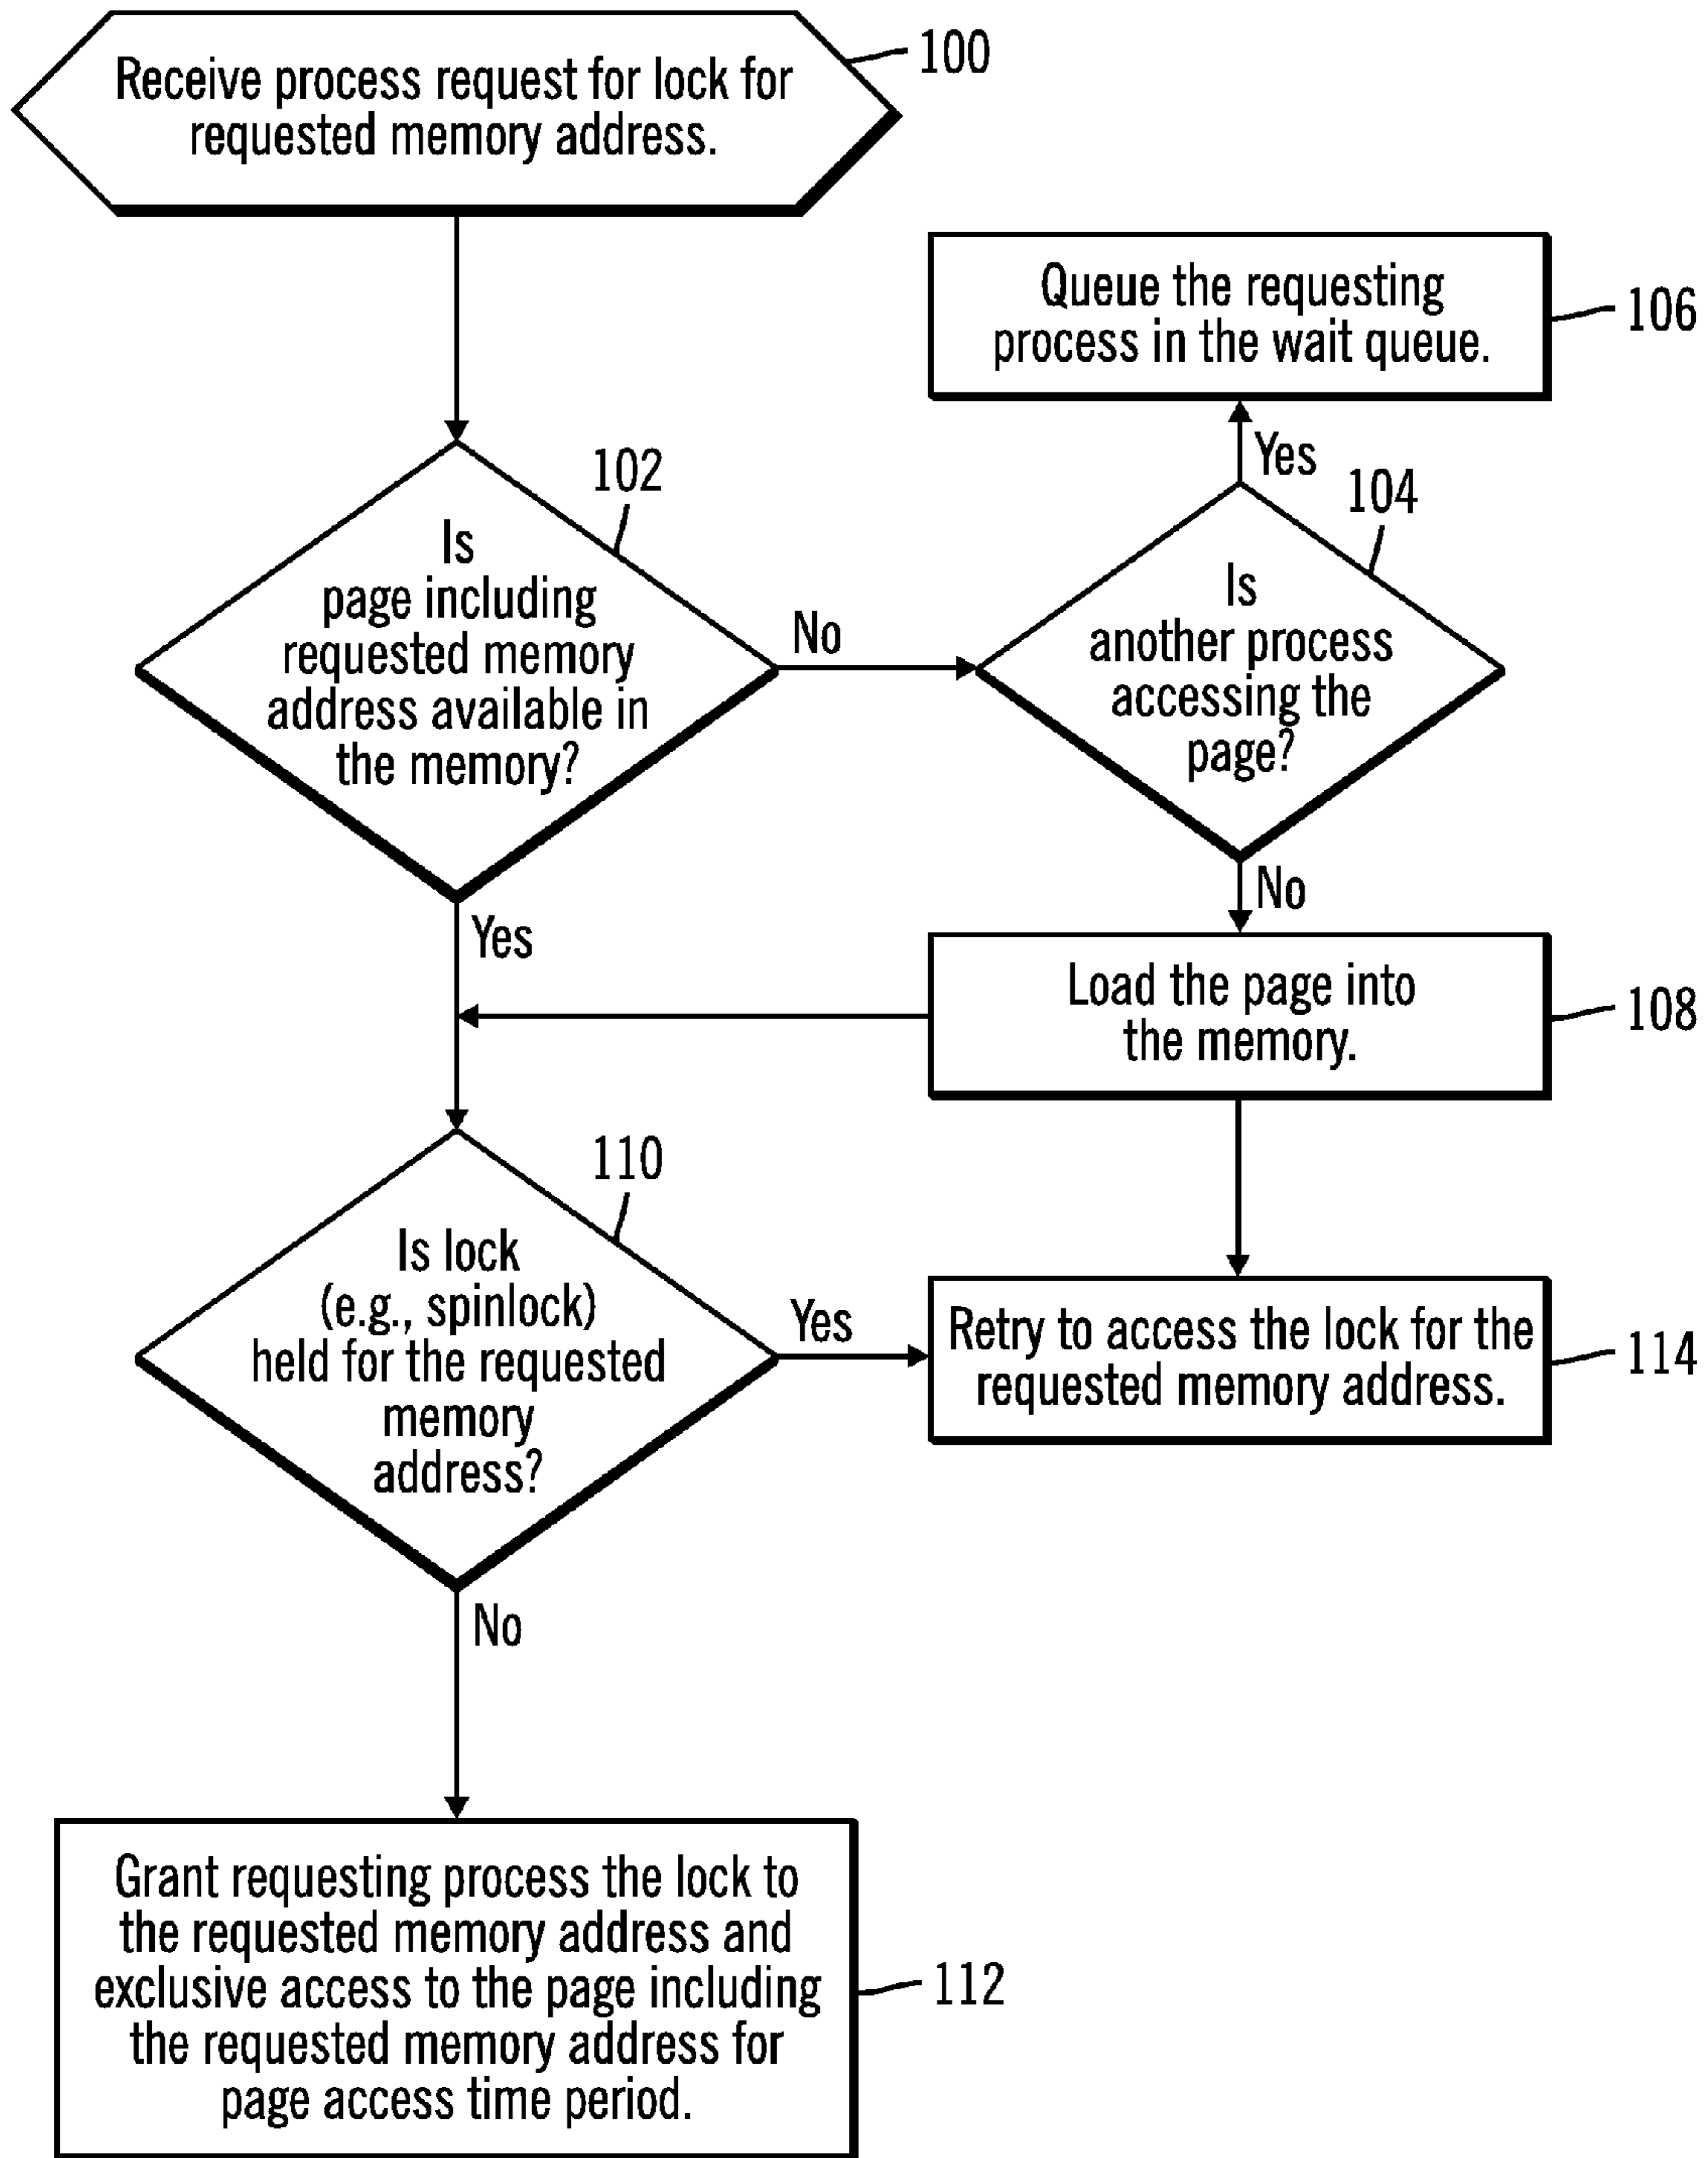 Receive process request for lock for
requested memory address.
100
Queue the requesting
process in the wait queue.
106
Yes
102
Is
page including
requested memory
address available in
the memory?
No
104
Is
another process
accessing the
page?
Yes
No
Load the page into
the memory.
108
110
Is lock
(e.g., spinlock)
held for the requested
memory
address?
Yes
Retry to access the lock for the
requested memory address.
114
No
Grant requesting process the lock to
the requested memory address and
exclusive access to the page including
the requested memory address for
page access time period.
112